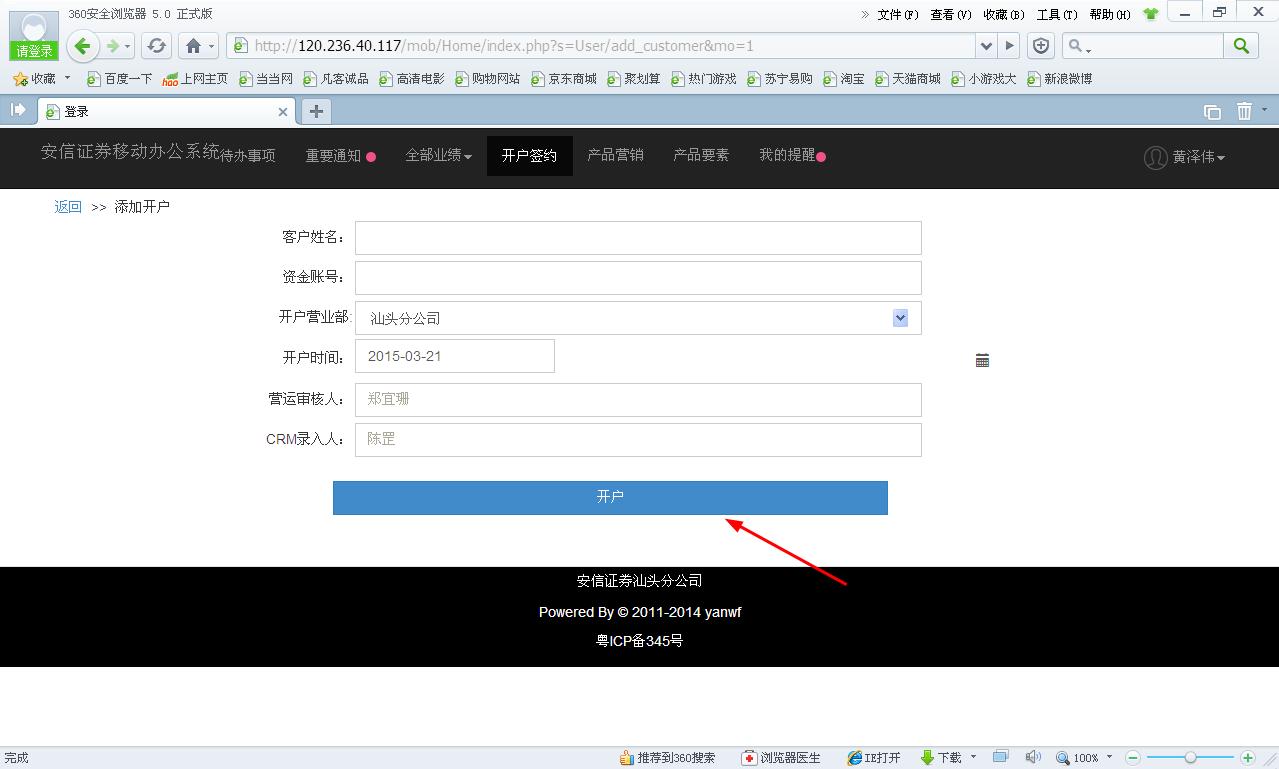 360安全浏览器 5.0 正式版
» 文件(F) 查看(V) 收藏(B) 工具(T) 帮助(H)
请登录
http://120.236.40.117/mob/Home/index.php?s=User/add_customer&mo=1
收藏 百度一下 hao 上网主页 当当网 凡客诚品 高清电影 购物网站 京东商城 聚划算 热门游戏 苏宁易购 淘宝 天猫商城 小游戏大 新浪微博
登录
安信证券移动办公系统 待办事项 重要通知 全部业绩 开户签约 产品营销 产品要素 我的提醒 黄泽伟
返回 >> 添加开户
客户姓名：
资金账号：
开户营业部: 汕头分公司
开户时间： 2015-03-21
营运审核人： 郑宜珊
CRM录入人： 陈罡
开户
安信证券汕头分公司
Powered By © 2011-2014 yanwf
粤ICP备345号
完成 推荐到360搜索 浏览器医生 IE打开 下载 100%